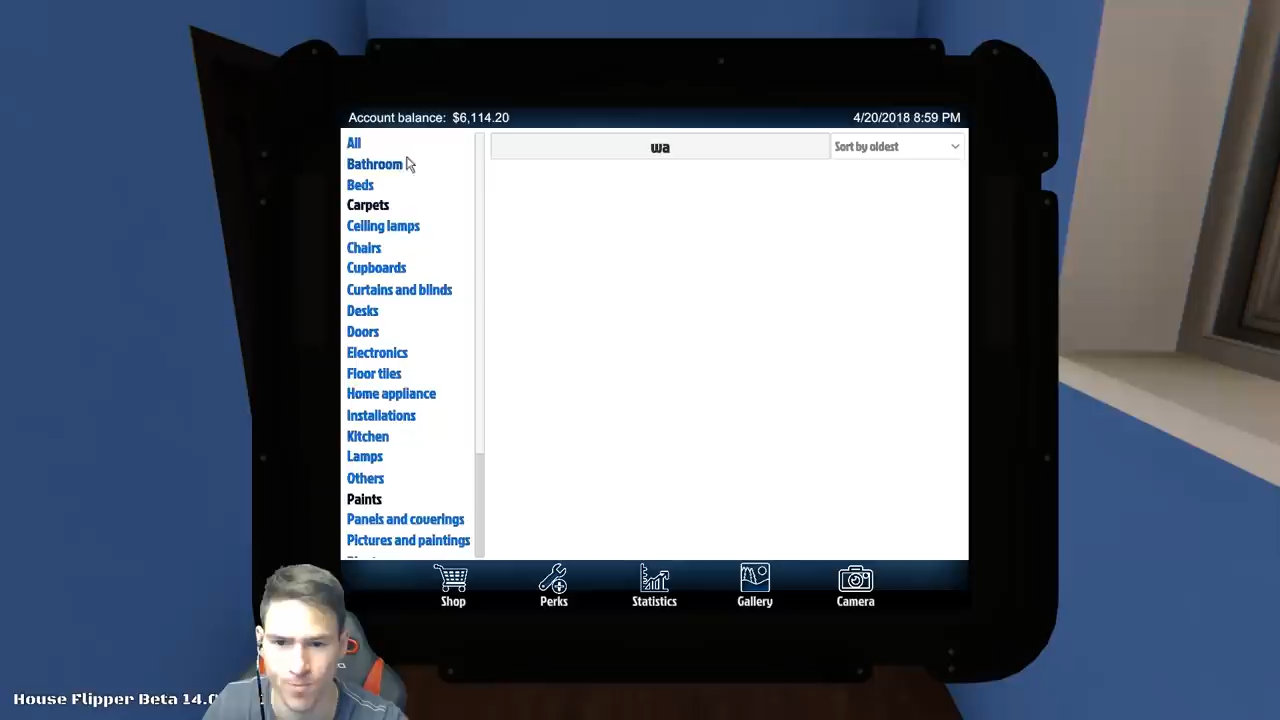 Account balance: $6,114.20
4/20/2018 8:59 PM
All
Bathroom
Beds
Carpets
Ceiling lamps
Chairs
Cupboards
Curtains and blinds
Desks
Doors
Electronics
Floor tiles
Home appliance
Installations
Kitchen
Lamps
Others
Paints
Panels and coverings
Pictures and paintings
wa
Sort by oldest
Shop
Perks
Statistics
Gallery
Camera
House Flipper Beta